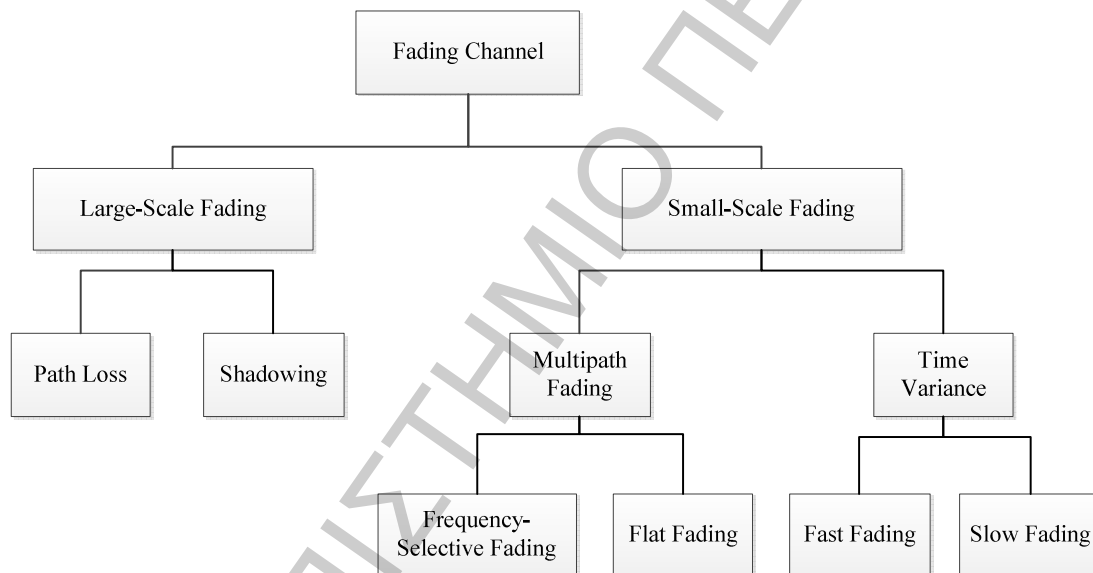 Fading Channel
Large-Scale Fading
Small-Scale Fading
Path Loss
Shadowing
Multipath
Fading
Time
Variance
Frequency-
Selective Fading
Flat Fading
Fast Fading
Slow Fading